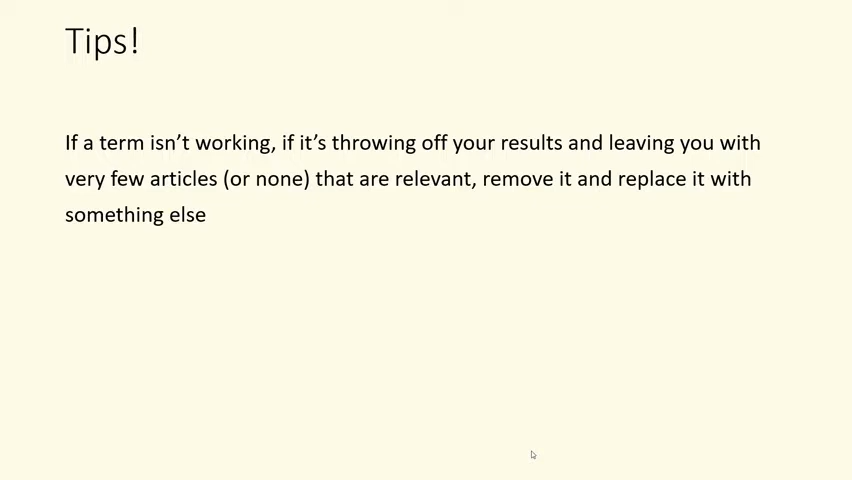 Tips!
If a term isn’t working, if it’s throwing off your results and leaving you with
very few articles (or none) that are relevant, remove it and replace it with
something else